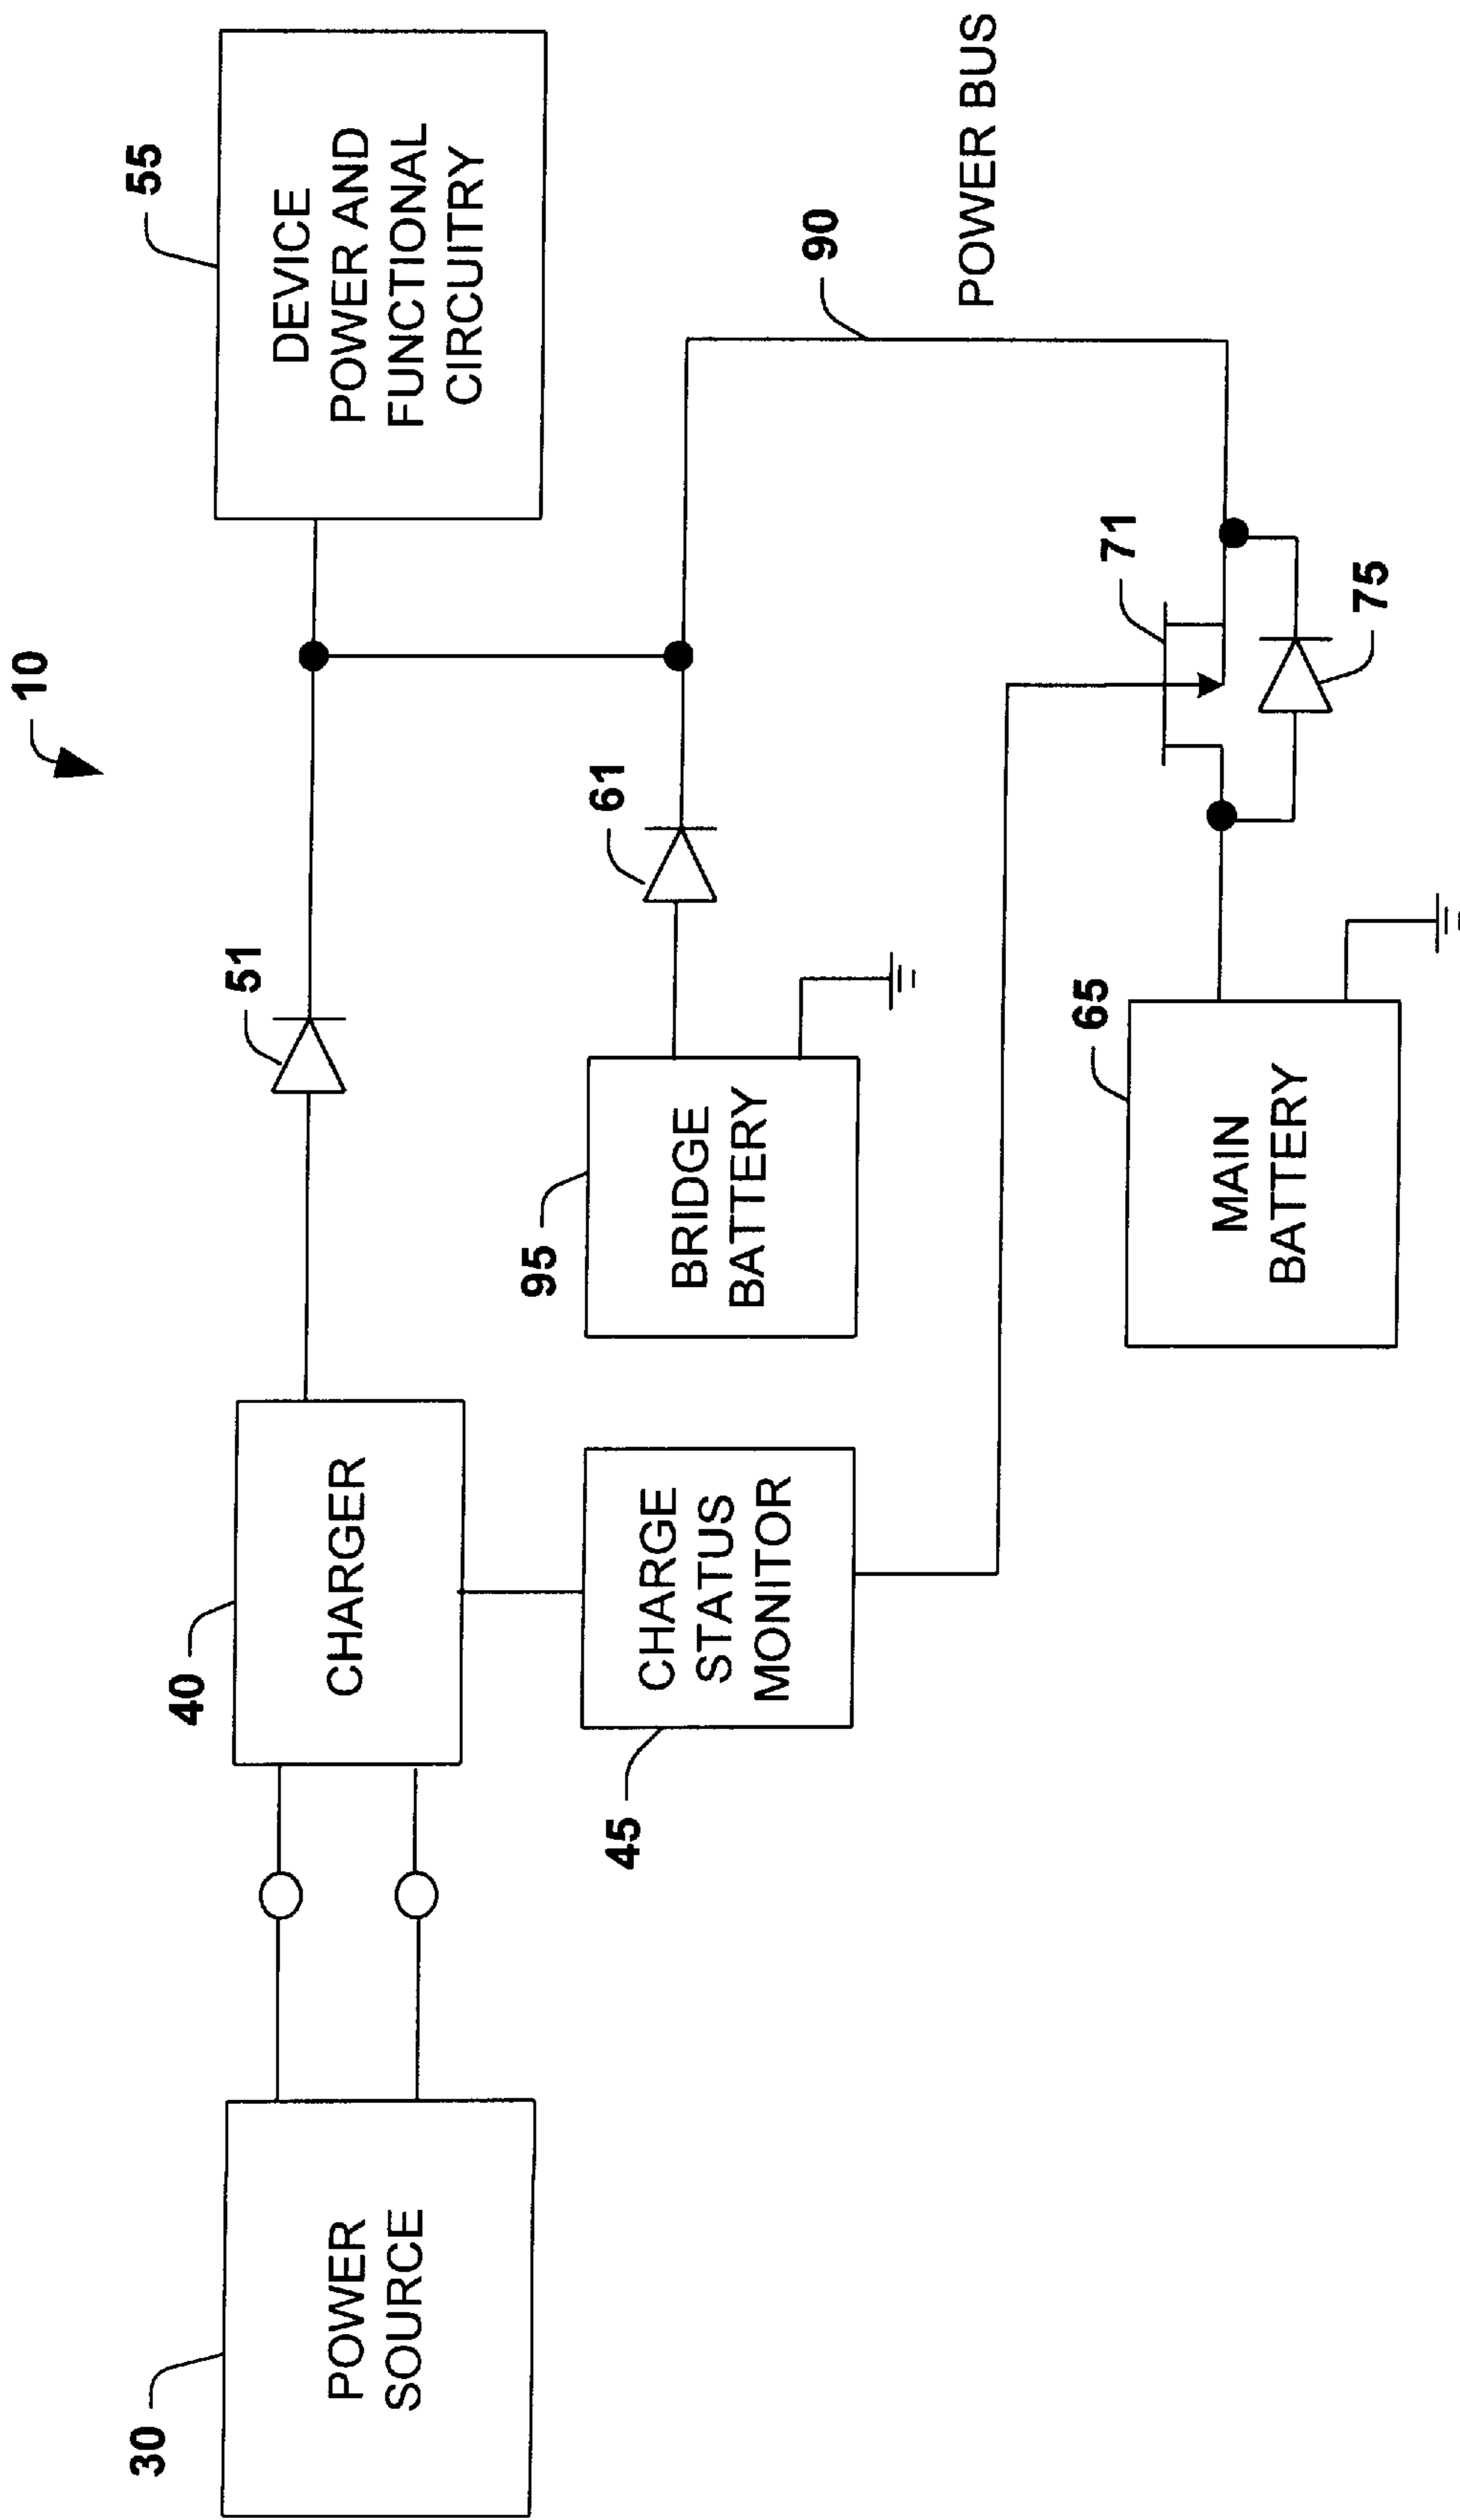 10
55
DEVICE
POWER AND
FUNCTIONAL
CIRCUITRY
51
40
CHARGER
30
POWER
SOURCE
61
95
BRIDGE
BATTERY
45
CHARGE
STATUS
MONITOR
90
POWER BUS
71
75
65
MAIN
BATTERY